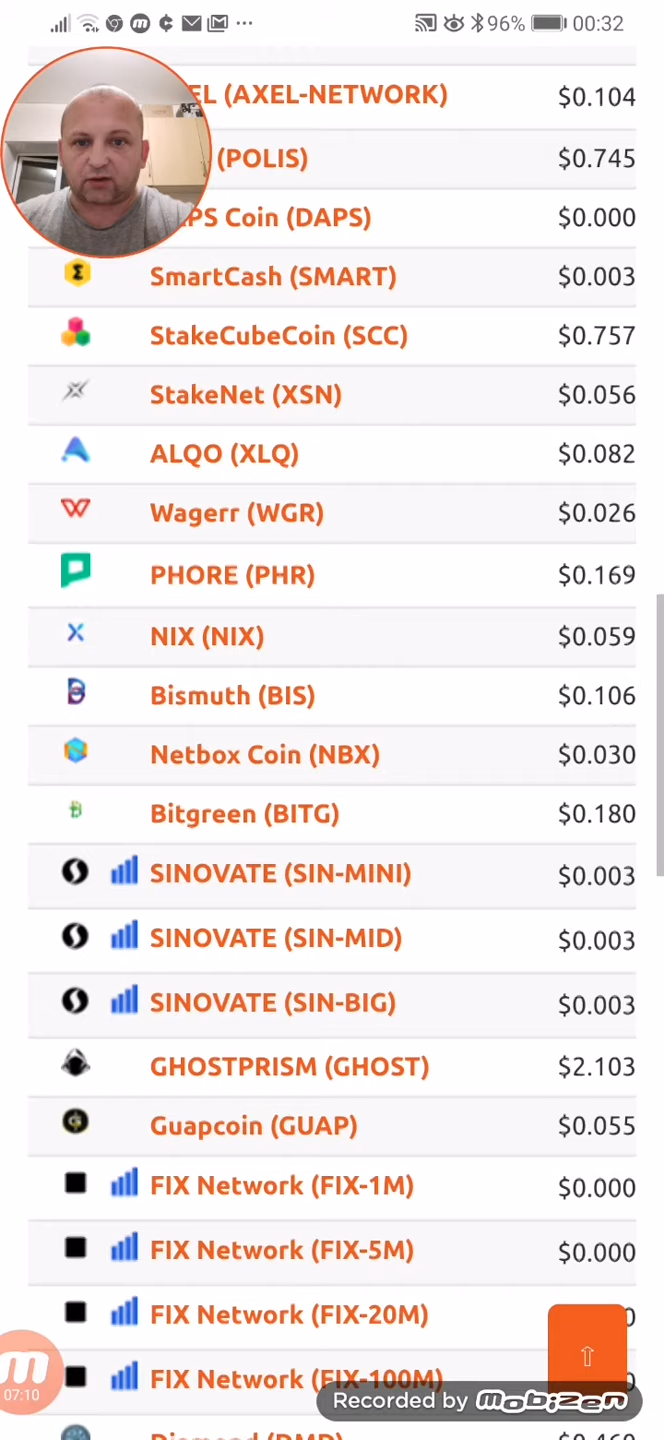 96% 00:32
EL (AXEL-NETWORK) $0.104
(POLIS) $0.745
PS Coin (DAPS) $0.000
SmartCash (SMART) $0.003
StakeCubeCoin (SCC) $0.757
StakeNet (XSN) $0.056
ALQO (XLQ) $0.082
Wagerr (WGR) $0.026
PHORE (PHR) $0.169
NIX (NIX) $0.059
Bismuth (BIS) $0.106
Netbox Coin (NBX) $0.030
Bitgreen (BITG) $0.180
SINOVATE (SIN-MINI) $0.003
SINOVATE (SIN-MID) $0.003
SINOVATE (SIN-BIG) $0.003
GHOSTPRISM (GHOST) $2.103
Guapcoin (GUAP) $0.055
FIX Network (FIX-1M) $0.000
FIX Network (FIX-5M) $0.000
FIX Network (FIX-20M) 0
07:10
FIX Network (FIX-100M)
Recorded by mobizen
Diamond (DMD)